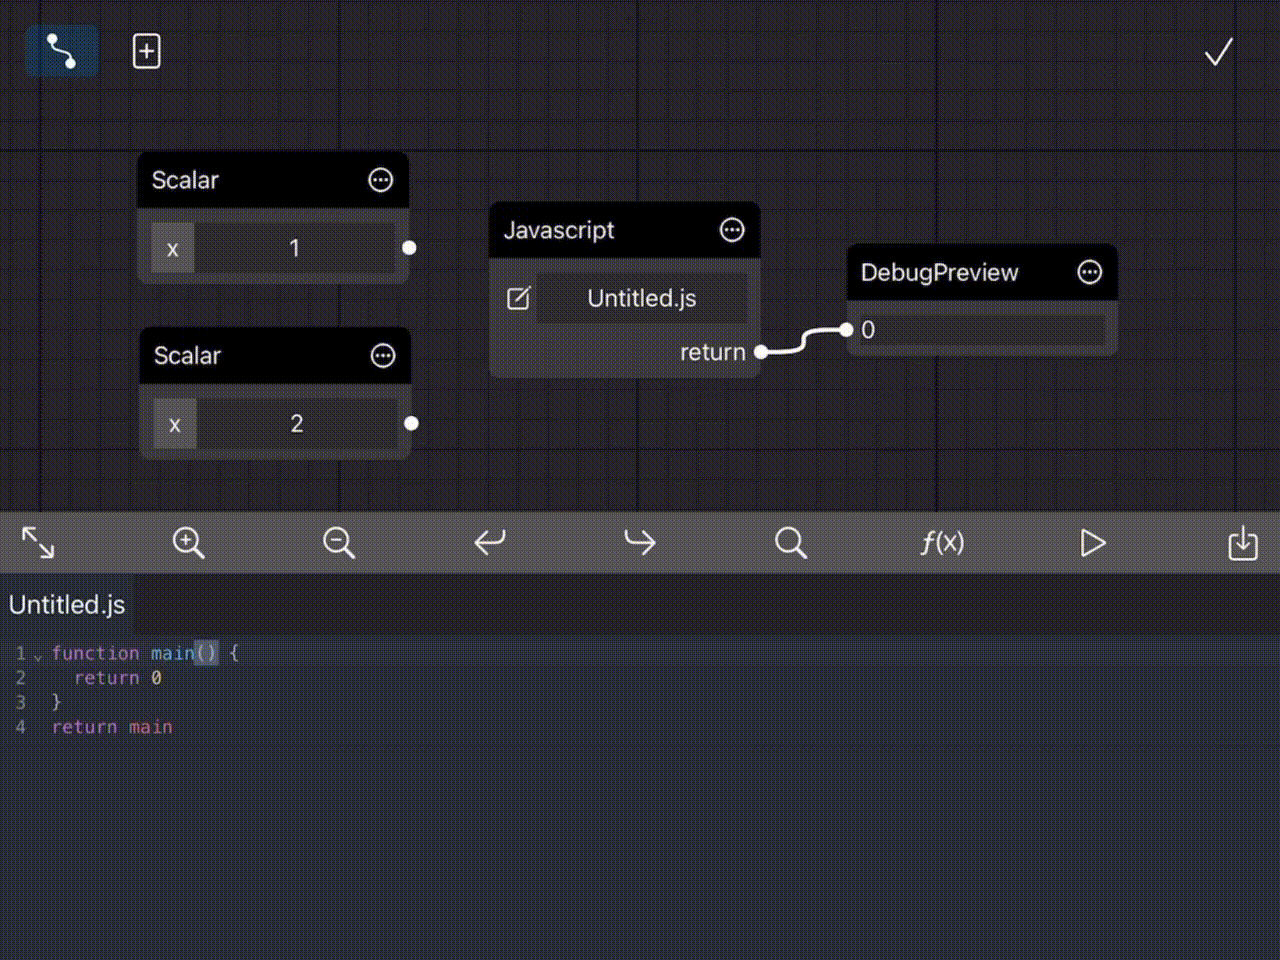 Scalar
x 1
Scalar
x 2
Javascript
Untitled.js
return
DebugPreview
0
f(x)
Untitled.js
1 function main() {
2   return 0
3 }
4 return main